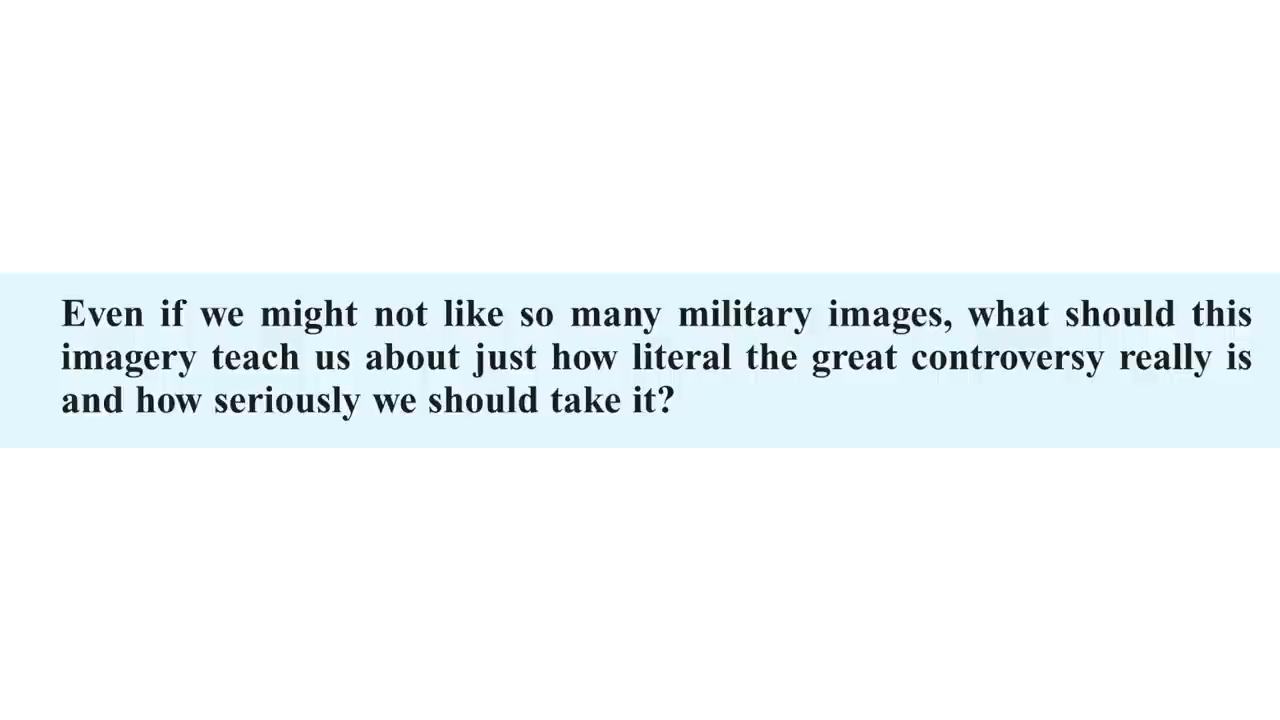 Even if we might not like so many military images, what should this
imagery teach us about just how literal the great controversy really is
and how seriously we should take it?